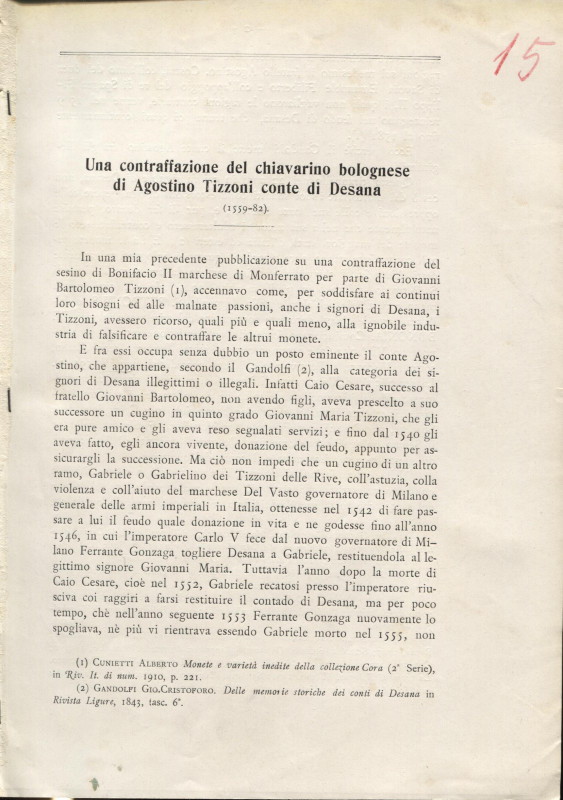 15
Una contraffazione del chiavarino bolognese
di Agostino Tizzoni conte di Desana
(1559-82).
In una mia precedente pubblicazione su una contraffazione del
sesino di Bonifacio II marchese di Monferrato per parte di Giovanni
Bartolomeo Tizzoni (1), accennavo come, per soddisfare ai continui
loro bisogni ed alle malnate passioni, anche i signori di Desana, i
Tizzoni, avessero ricorso, quali più e quali meno, alla ignobile indu-
stria di falsificare e contraffare le altrui monete.
E fra essi occupa senza dubbio un posto eminente il conte Ago-
stino, che appartiene, secondo il Gandolfi (2), alla categoria dei si-
gnori di Desana illegittimi o illegali. Infatti Caio Cesare, successo al
fratello Giovanni Bartolomeo, non avendo figli, aveva prescelto a suo
successore un cugino in quinto grado Giovanni Maria Tizzoni, che gli
era pure amico e gli aveva reso segnalati servizi; e fino dal 1540 gli
aveva fatto, egli ancora vivente, donazione del feudo, appunto per as-
sicurargli la successione. Ma ciò non impedì che un cugino di un altro
ramo, Gabriele o Gabrielino dei Tizzoni delle Rive, coll'astuzia, colla
violenza e coll'aiuto del marchese Del Vasto governatore di Milano e
generale delle armi imperiali in Italia, ottenesse nel 1542 di fare pas-
sare a lui il feudo quale donazione in vita e ne godesse fino all'anno
1546, in cui l'imperatore Carlo V fece dal nuovo governatore di Mi-
lano Ferrante Gonzaga togliere Desana a Gabriele, restituendola al le-
gittimo signore Giovanni Maria. Tuttavia l'anno dopo la morte di
Caio Cesare, cioè nel 1552, Gabriele recatosi presso l'imperatore riu-
sciva coi raggiri a farsi restituire il contado di Desana, ma per poco
tempo, chè nell'anno seguente 1553 Ferrante Gonzaga nuovamente lo
spogliava, nè più vi rientrava essendo Gabriele morto nel 1555, non
(1) CUNIETTI ALBERTO Monete e varietà inedite della collezione Cora (2ª Serie),
in Riv. It. di num. 1910, p. 221.
(2) GANDOLFI GIO.CRISTOFORO. Delle memorie storiche dei conti di Desana in
Rivista Ligure, 1843, fasc. 6°.